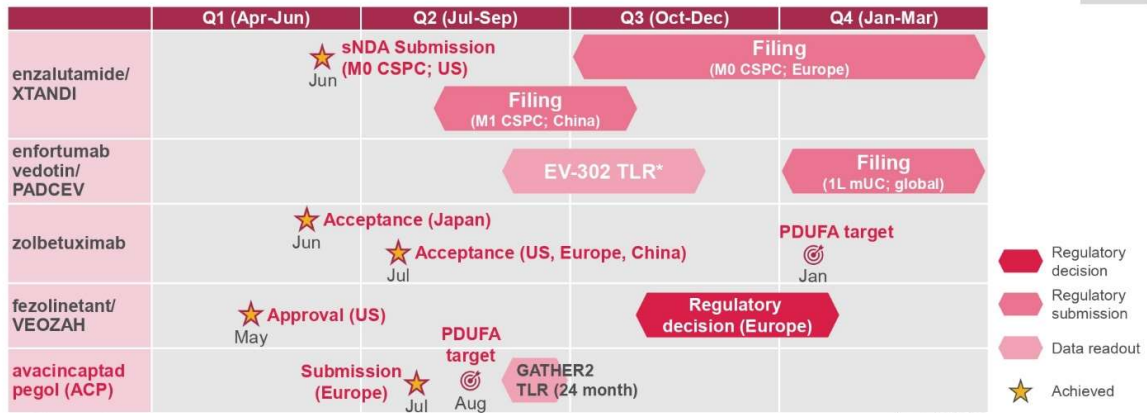 Q1 (Apr-Jun) Q2 (Jul-Sep) Q3 (Oct-Dec) Q4 (Jan-Mar)
enzalutamide/
XTANDI
sNDA Submission
(M0 CSPC; US)
Jun
Filing
(M0 CSPC; Europe)
Filing
(M1 CSPC; China)
enfortumab
vedotin/
PADCEV
EV-302 TLR*
Filing
(1L mUC; global)
zolbetuximab
Acceptance (Japan)
Jun
Acceptance (US, Europe, China)
Jul
PDUFA target
Jan
fezolinetant/
VEOZAH
Approval (US)
May
Regulatory
decision (Europe)
avacincaptad
pegol (ACP)
Submission
(Europe)
Jul
PDUFA
target
Aug
GATHER2
TLR (24 month)
Regulatory
decision
Regulatory
submission
Data readout
Achieved